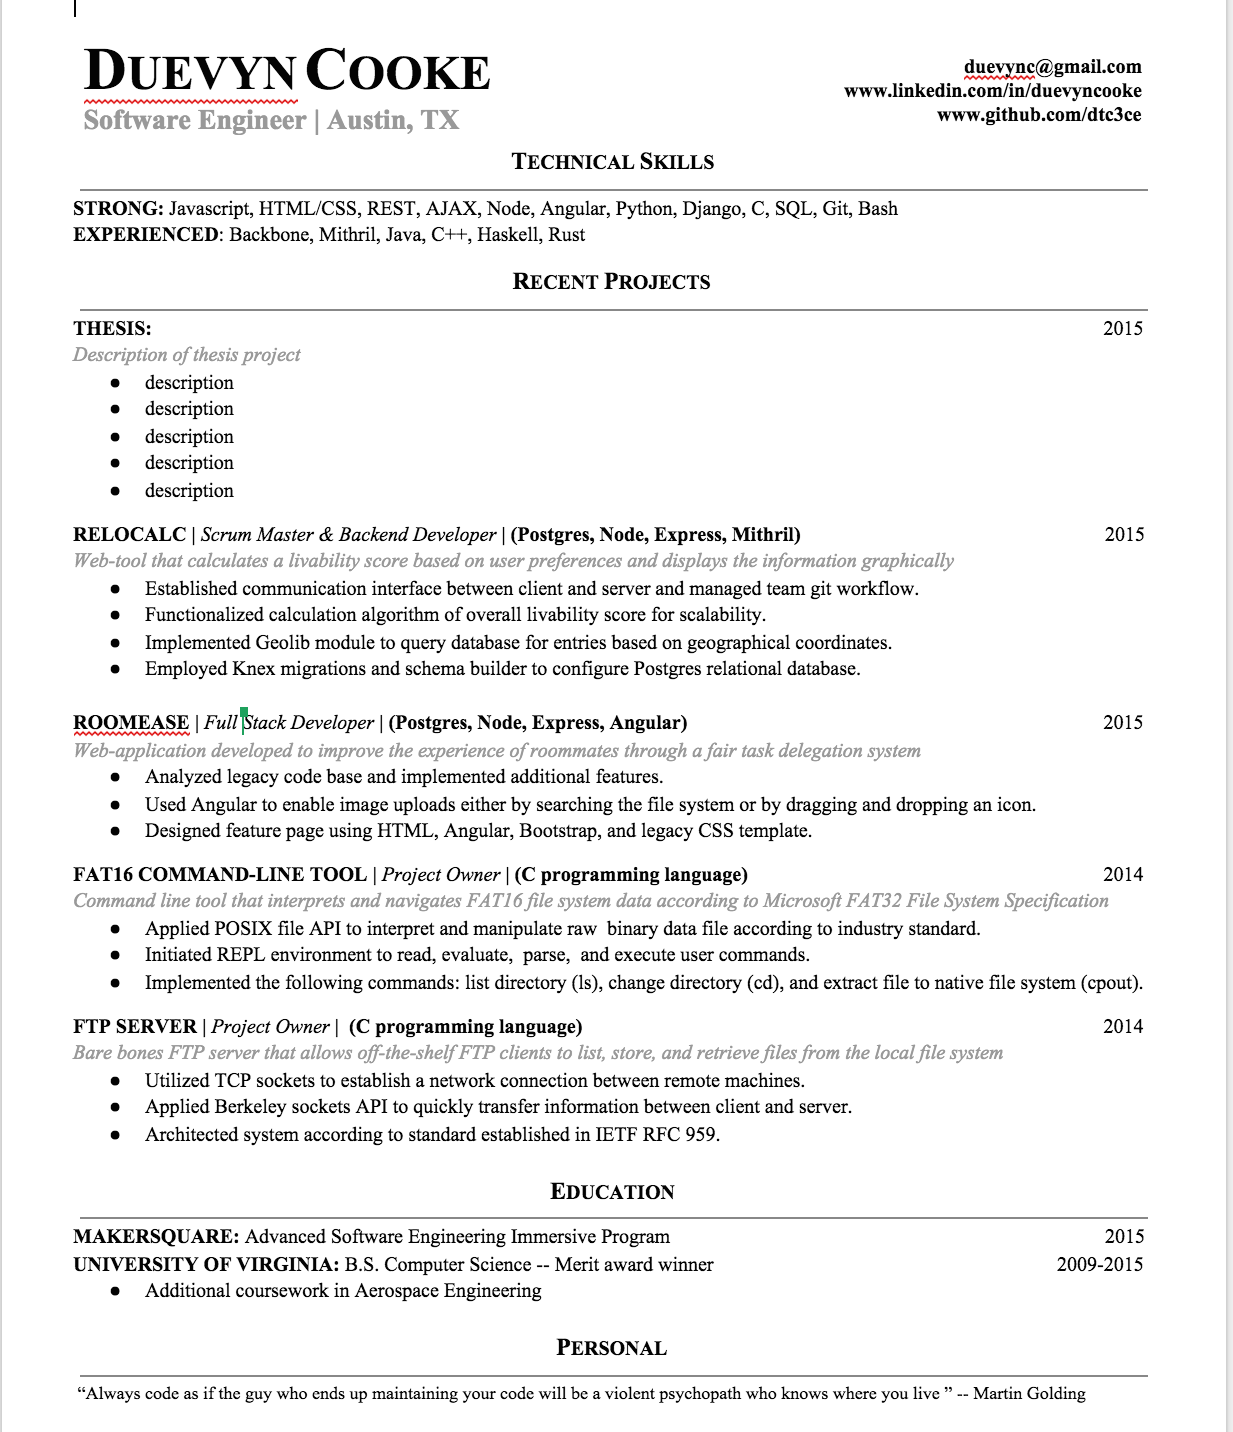 DUEVYN COOKE
Software Engineer | Austin, TX
duevync@gmail.com
www.linkedin.com/in/duevyncooke
www.github.com/dtc3ce
TECHNICAL SKILLS
STRONG: Javascript, HTML/CSS, REST, AJAX, Node, Angular, Python, Django, C, SQL, Git, Bash
EXPERIENCED: Backbone, Mithril, Java, C++, Haskell, Rust
RECENT PROJECTS
THESIS: 2015
Description of thesis project
● description
● description
● description
● description
● description
RELOCALC | Scrum Master & Backend Developer | (Postgres, Node, Express, Mithril) 2015
Web-tool that calculates a livability score based on user preferences and displays the information graphically
● Established communication interface between client and server and managed team git workflow.
● Functionalized calculation algorithm of overall livability score for scalability.
● Implemented Geolib module to query database for entries based on geographical coordinates.
● Employed Knex migrations and schema builder to configure Postgres relational database.
ROOMEASE | Full Stack Developer | (Postgres, Node, Express, Angular) 2015
Web-application developed to improve the experience of roommates through a fair task delegation system
● Analyzed legacy code base and implemented additional features.
● Used Angular to enable image uploads either by searching the file system or by dragging and dropping an icon.
● Designed feature page using HTML, Angular, Bootstrap, and legacy CSS template.
FAT16 COMMAND-LINE TOOL | Project Owner | (C programming language) 2014
Command line tool that interprets and navigates FAT16 file system data according to Microsoft FAT32 File System Specification
● Applied POSIX file API to interpret and manipulate raw  binary data file according to industry standard.
● Initiated REPL environment to read, evaluate,  parse,  and execute user commands.
● Implemented the following commands: list directory (ls), change directory (cd), and extract file to native file system (cpout).
FTP SERVER | Project Owner |  (C programming language) 2014
Bare bones FTP server that allows off-the-shelf FTP clients to list, store, and retrieve files from the local file system
● Utilized TCP sockets to establish a network connection between remote machines.
● Applied Berkeley sockets API to quickly transfer information between client and server.
● Architected system according to standard established in IETF RFC 959.
EDUCATION
MAKERSQUARE: Advanced Software Engineering Immersive Program 2015
UNIVERSITY OF VIRGINIA: B.S. Computer Science -- Merit award winner 2009-2015
● Additional coursework in Aerospace Engineering
PERSONAL
“Always code as if the guy who ends up maintaining your code will be a violent psychopath who knows where you live ” -- Martin Golding